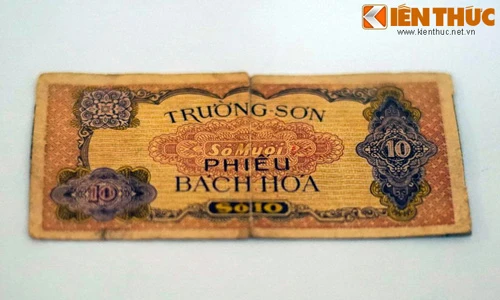 KIẾN THỨC
www.kienthuc.net.vn
TRƯỜNG-SƠN
Số Mười
PHIẾU
10
BÁCH HÓA
10
Số 10